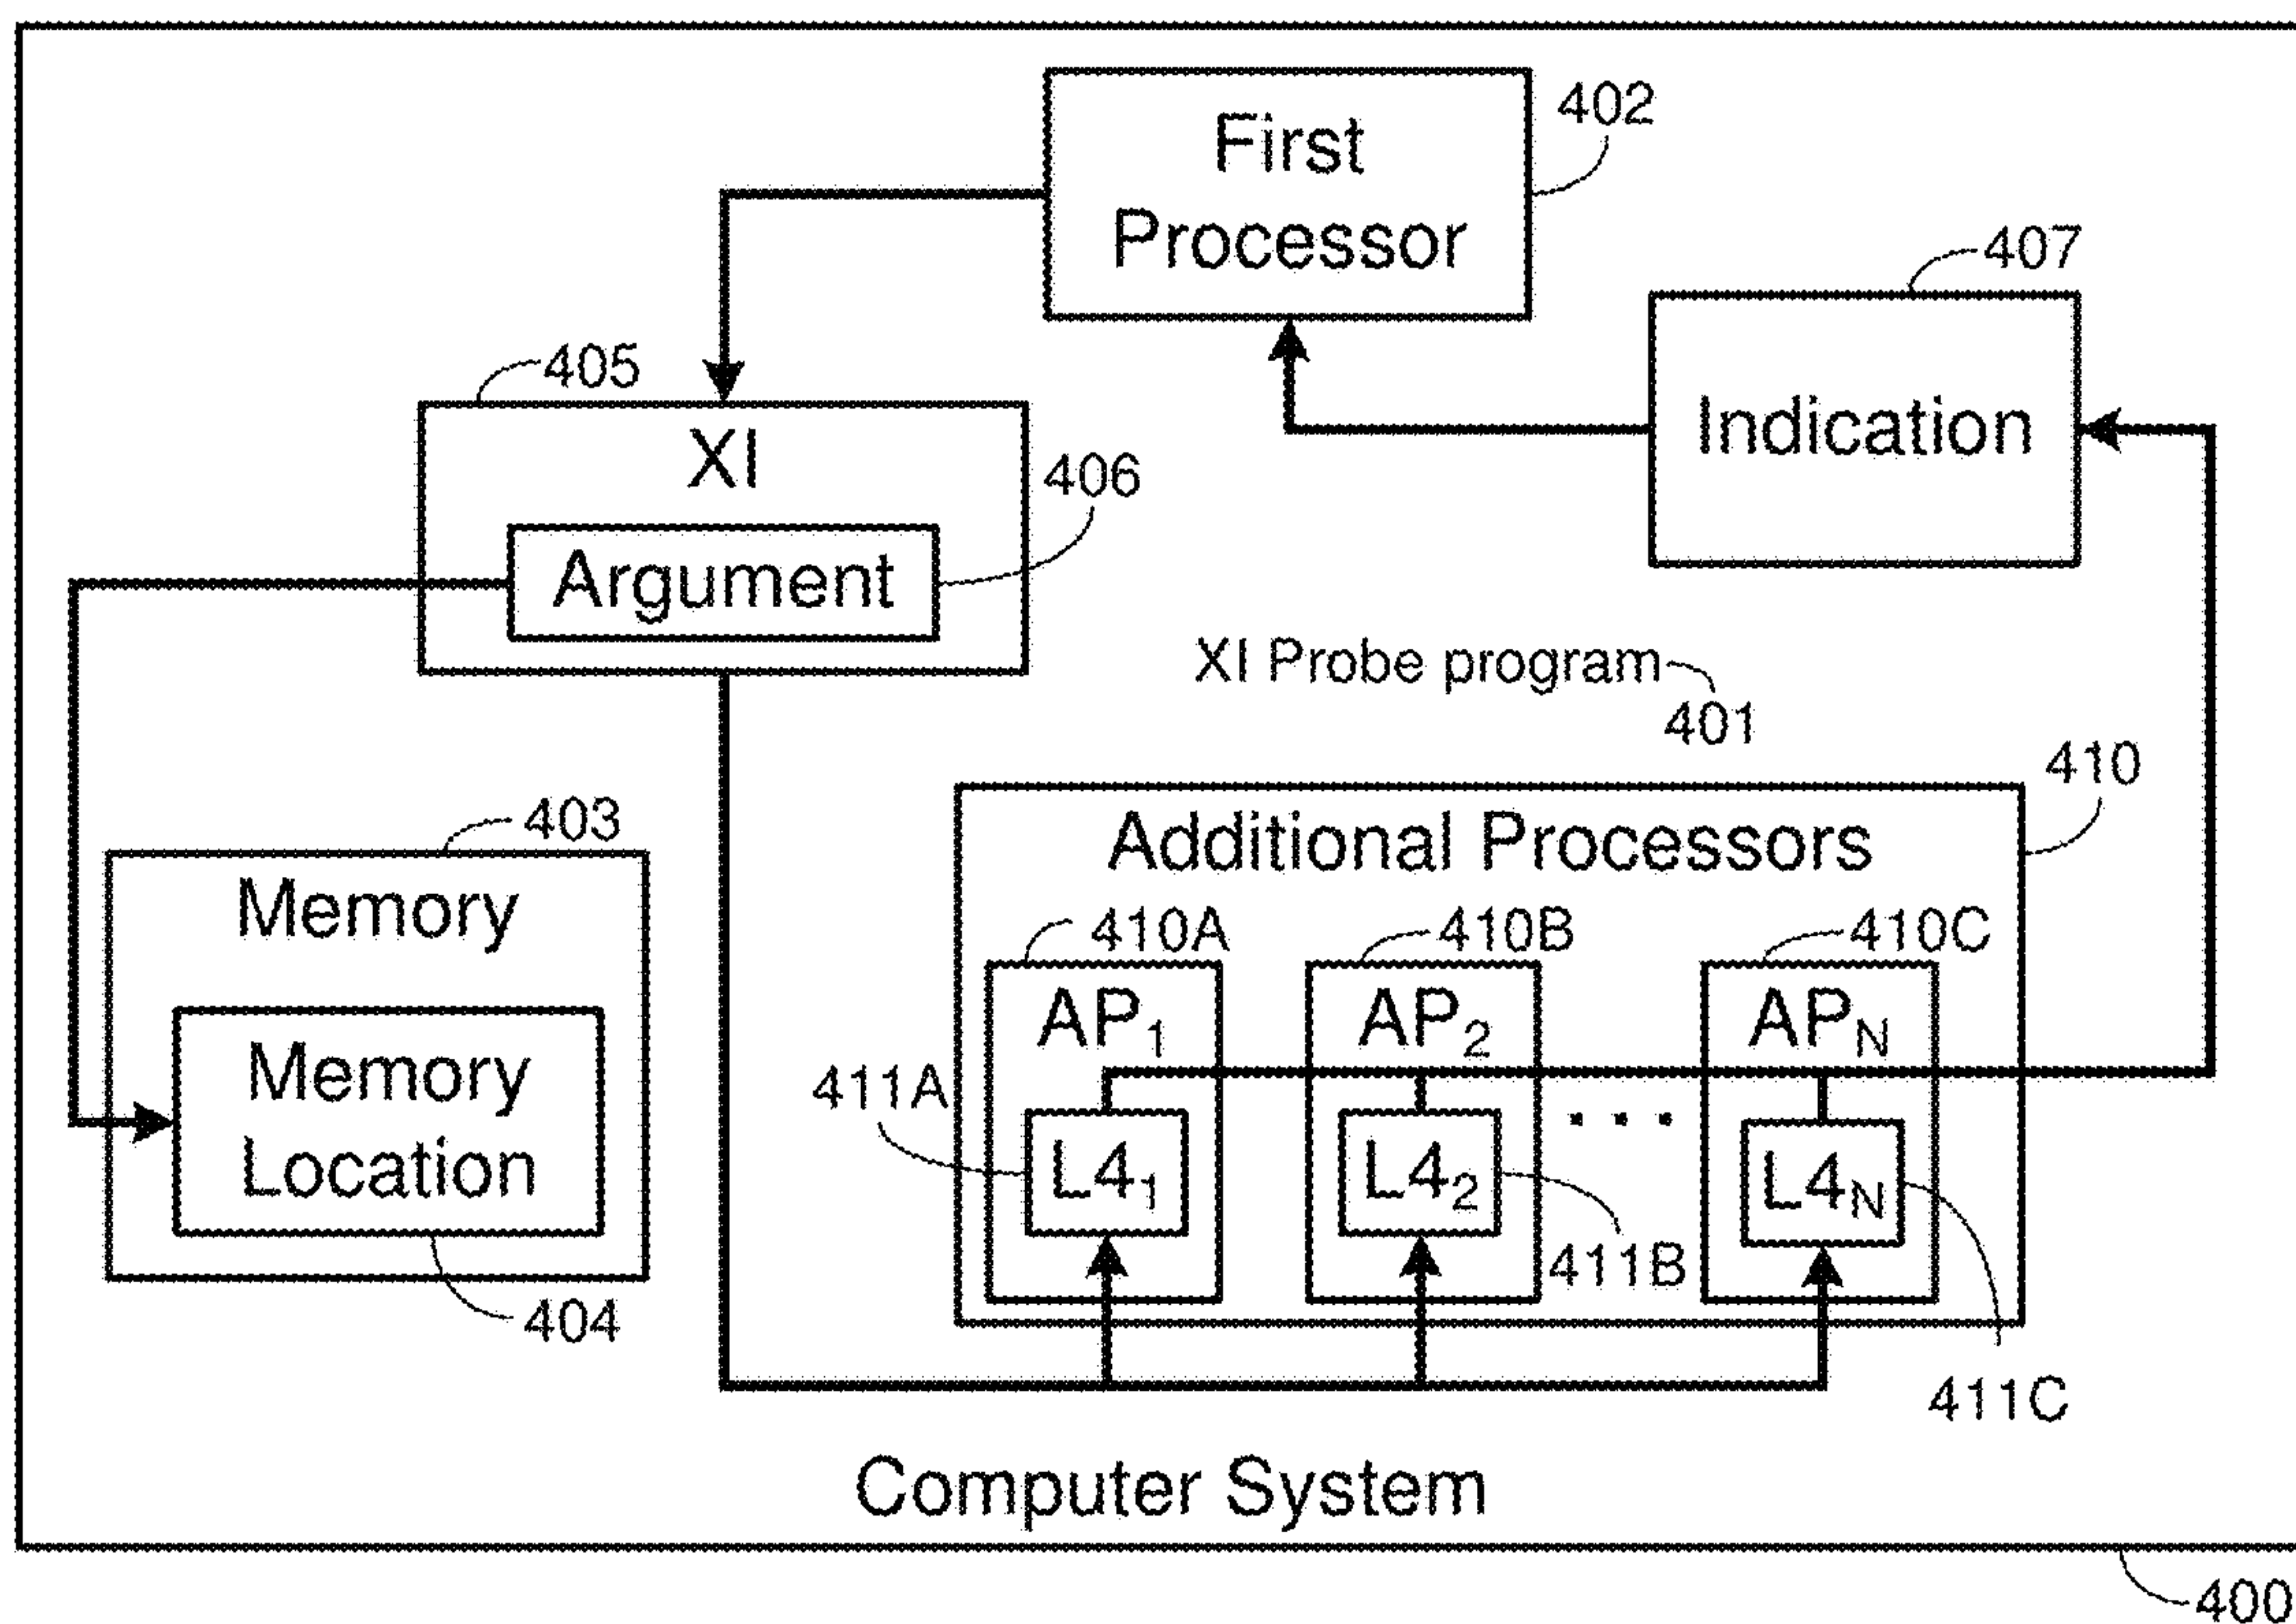 First
Processor
402
407
Indication
405
XI
406
Argument
XI Probe program
401
410
403
Additional Processors
Memory
410A
410B
410C
AP1
AP2
APN
Memory
Location
411A
L41
L42
. . .
L4N
411B
404
411C
Computer System
400